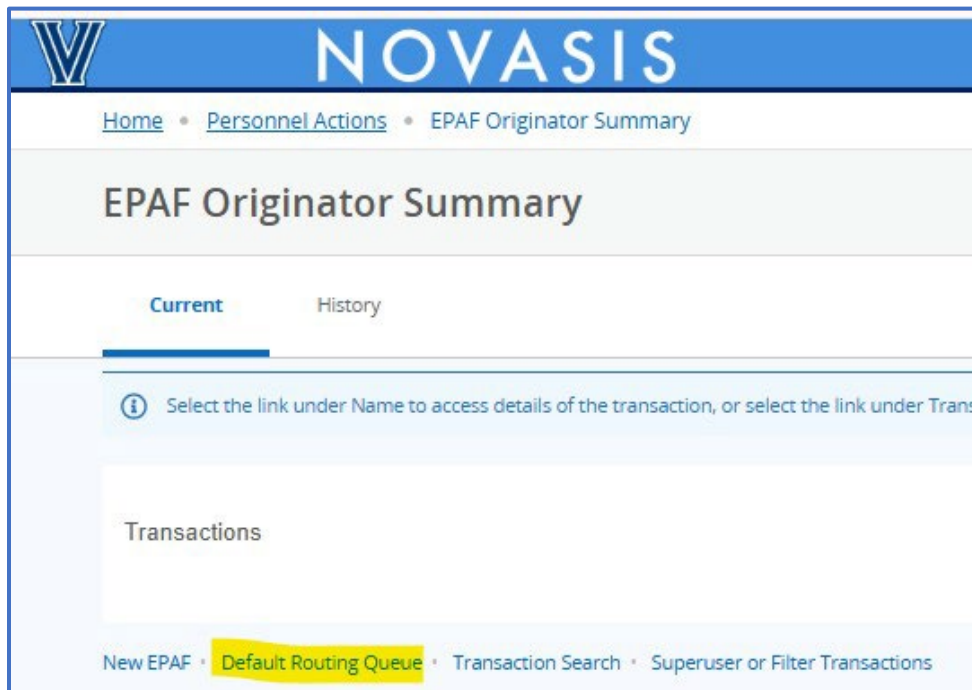 V NOVASIS
Home • Personnel Actions • EPAF Originator Summary
EPAF Originator Summary
Current History
Select the link under Name to access details of the transaction, or select the link under
Transactions
New EPAF • Default Routing Queue • Transaction Search • Superuser or Filter Transactions